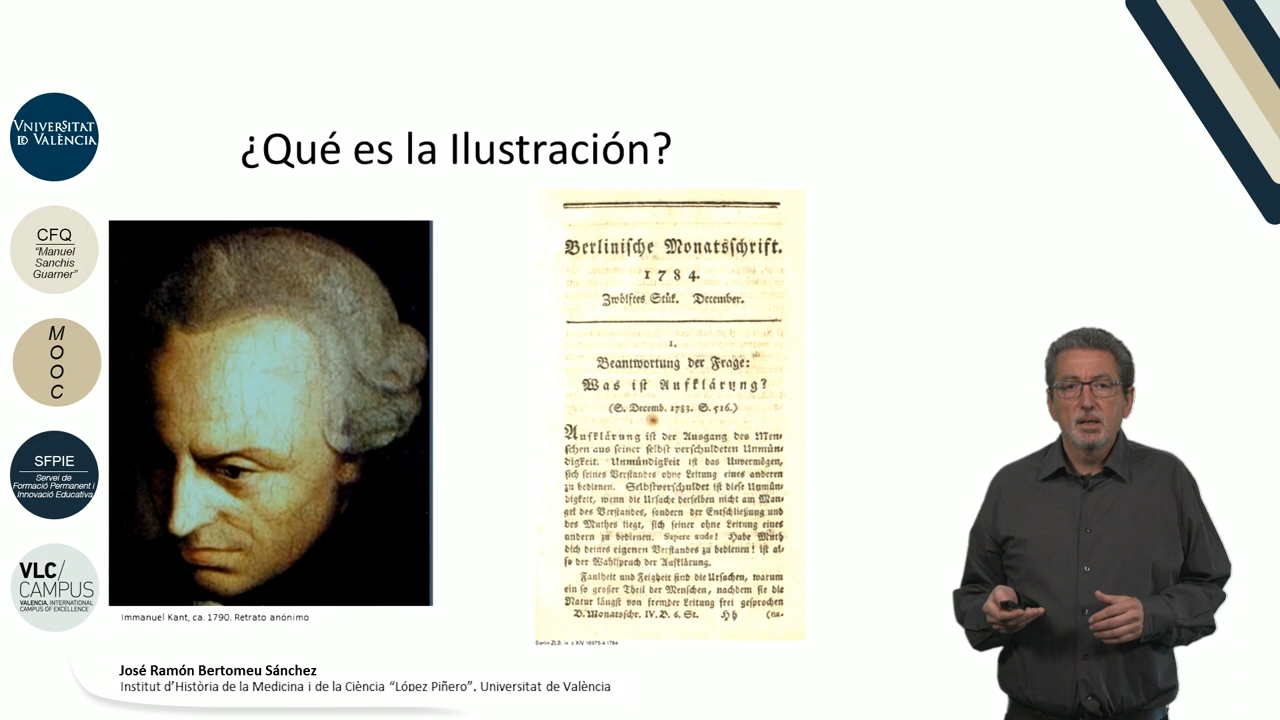 ¿Qué es la Ilustración?
VNIVERSITAT
ID VALÈNCIA
CFQ
“Manuel
Sanchis
Guarner”
M
O
O
C
SFPIE
Servei de
Formació Permanent i
Innovació Educativa
VLC/
CAMPUS
VALENCIA, INTERNATIONAL
CAMPUS OF EXCELLENCE
Berlinische Monatsschrift.
1784.
Zwölftes Stük. December.
1.
Beantwortung der Frage:
Was ist Aufklärung?
(S. Decemb. 1783. S. 516.)
Aufklärung ist der Ausgang des Men-
schen aus seiner selbst verschuldeten Unmün-
digkeit. Unmündigkeit ist das Unvermögen,
sich seines Verstandes ohne Leitung eines anderen
zu bedienen. Selbstverschuldet ist diese Unmün-
digkeit, wenn die Ursache derselben nicht am Man-
gel des Verstandes, sondern der Entschließung und
des Muthes liegt, sich seiner ohne Leitung eines
andern zu bedienen. Sapere aude! Habe Muth
dich deines eigenen Verstandes zu bedienen! ist al-
so der Wahlspruch der Aufklärung.
Faulheit und Feigheit sind die Ursachen, warum
ein so großer Theil der Menschen, nachdem sie die
Natur längst von fremder Leitung frei gesprochen
B. Monatsschr. IV. B. 6. St. Hh (na-
Immanuel Kant, ca. 1790. Retrato anónimo
José Ramón Bertomeu Sánchez
Institut d’Història de la Medicina i de la Ciència “López Piñero”. Universitat de València